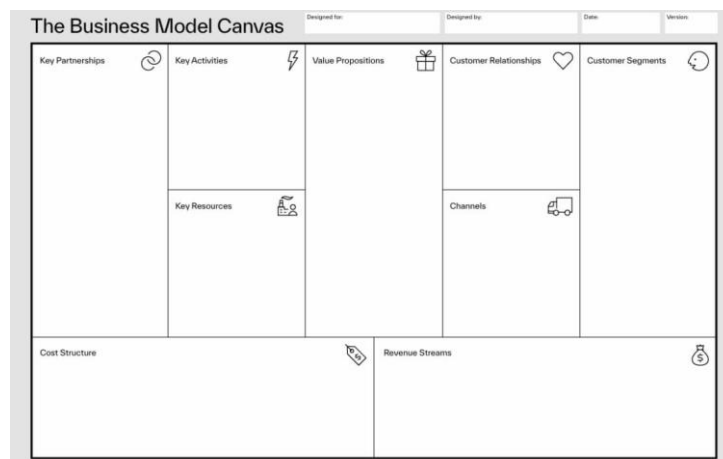 The Business Model Canvas
Designed for:
Designed by:
Date:
Version:
Key Partnerships
Key Activities
Value Propositions
Customer Relationships
Customer Segments
Key Resources
Channels
Cost Structure
Revenue Streams